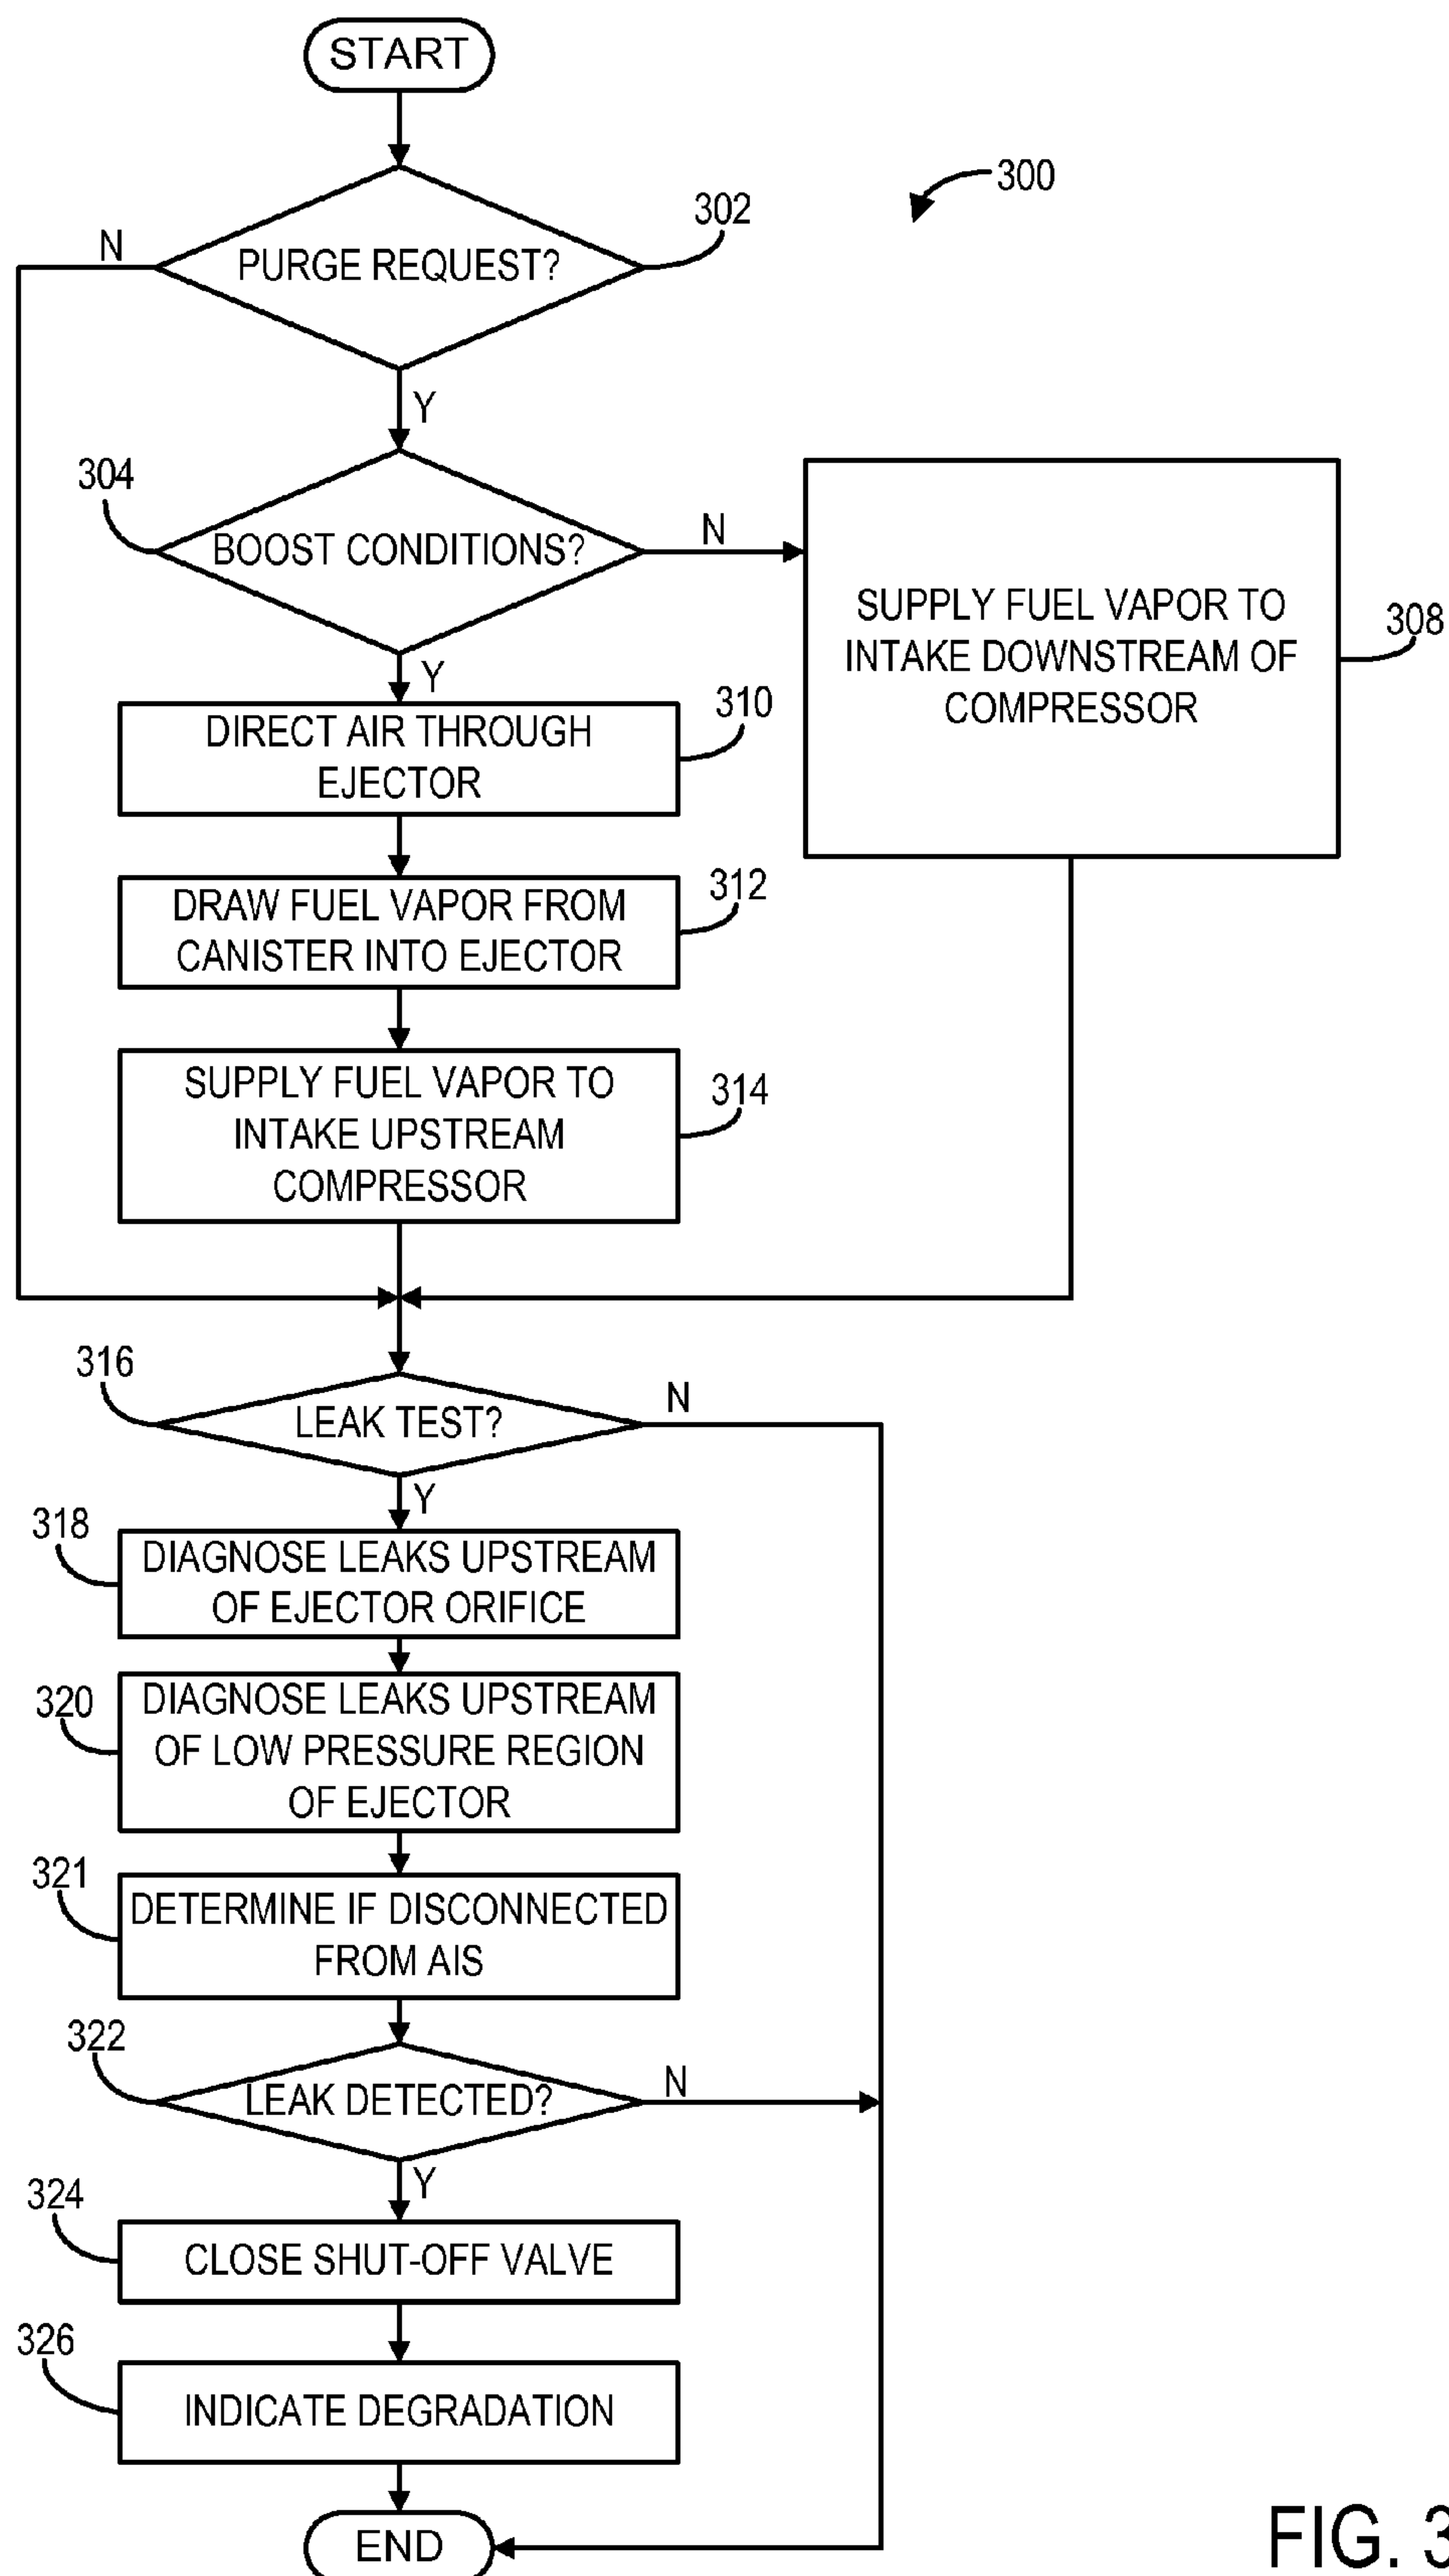 START
300
302
PURGE REQUEST?
N
Y
304
BOOST CONDITIONS?
N
Y
SUPPLY FUEL VAPOR TO
INTAKE DOWNSTREAM OF
COMPRESSOR
308
DIRECT AIR THROUGH
EJECTOR
310
DRAW FUEL VAPOR FROM
CANISTER INTO EJECTOR
312
SUPPLY FUEL VAPOR TO
INTAKE UPSTREAM
COMPRESSOR
314
316
LEAK TEST?
N
Y
318
DIAGNOSE LEAKS UPSTREAM
OF EJECTOR ORIFICE
320
DIAGNOSE LEAKS UPSTREAM
OF LOW PRESSURE REGION
OF EJECTOR
321
DETERMINE IF DISCONNECTED
FROM AIS
322
LEAK DETECTED?
N
Y
324
CLOSE SHUT-OFF VALVE
326
INDICATE DEGRADATION
END
FIG. 3